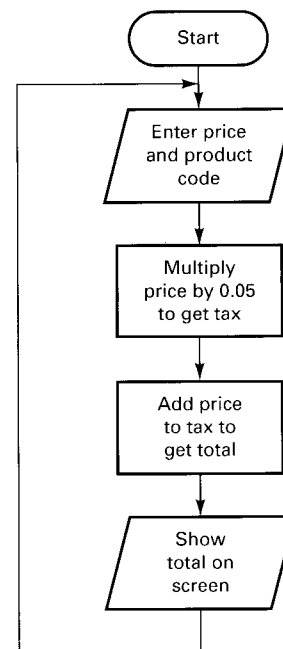 Start
Enter price
and product
code
Multiply
price by 0.05
to get tax
Add price
to tax to
get total
Show
total on
screen